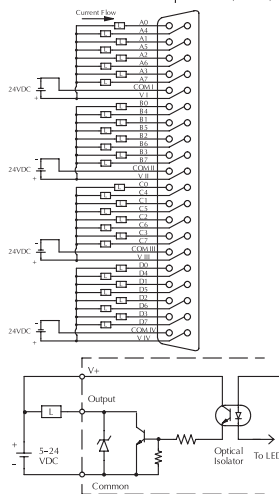 Current Flow
L A0
L A4
L A1
L A5
L A2
L A6
L A3
L A7
24VDC - + COM I
V I
L B0
L B4
L B1
L B5
L B2
L B6
L B3
L B7
24VDC - + COM II
V II
L C0
L C4
L C1
L C5
L C2
L C6
L C3
L C7
24VDC - + COM III
V III
L D0
L D4
L D1
L D5
L D2
L D6
L D3
L D7
24VDC - + COM IV
V IV
V+
Output
L
+ 5–24
- VDC
Optical
Isolator
To LED
Common